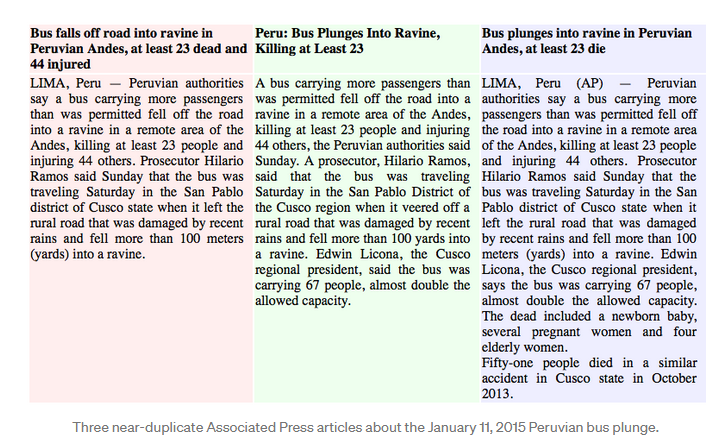 Bus falls off road into ravine in
Peruvian Andes, at least 23 dead and
44 injured
LIMA, Peru — Peruvian authorities
say a bus carrying more passengers
than was permitted fell off the road
into a ravine in a remote area of the
Andes, killing at least 23 people and
injuring 44 others. Prosecutor Hilario
Ramos said Sunday that the bus was
traveling Saturday in the San Pablo
district of Cusco state when it left the
rural road that was damaged by recent
rains and fell more than 100 meters
(yards) into a ravine.
Peru: Bus Plunges Into Ravine,
Killing at Least 23
A bus carrying more passengers than
was permitted fell off the road into a
ravine in a remote area of the Andes,
killing at least 23 people and injuring
44 others, the Peruvian authorities said
Sunday. A prosecutor, Hilario Ramos,
said that the bus was traveling
Saturday in the San Pablo District of
the Cusco region when it veered off a
rural road that was damaged by recent
rains and fell more than 100 yards into
a ravine. Edwin Licona, the Cusco
regional president, said the bus was
carrying 67 people, almost double the
allowed capacity.
Bus plunges into ravine in Peruvian
Andes, at least 23 die
LIMA, Peru (AP) — Peruvian
authorities say a bus carrying more
passengers than was permitted fell off
the road into a ravine in a remote area
of the Andes, killing at least 23 people
and injuring 44 others. Prosecutor
Hilario Ramos said Sunday that the
bus was traveling Saturday in the San
Pablo district of Cusco state when it
left the rural road that was damaged
by recent rains and fell more than 100
meters (yards) into a ravine. Edwin
Licona, the Cusco regional president,
says the bus was carrying 67 people,
almost double the allowed capacity.
The dead included a newborn baby,
several pregnant women and four
elderly women.
Fifty-one people died in a similar
accident in Cusco state in October
2013.
Three near-duplicate Associated Press articles about the January 11, 2015 Peruvian bus plunge.